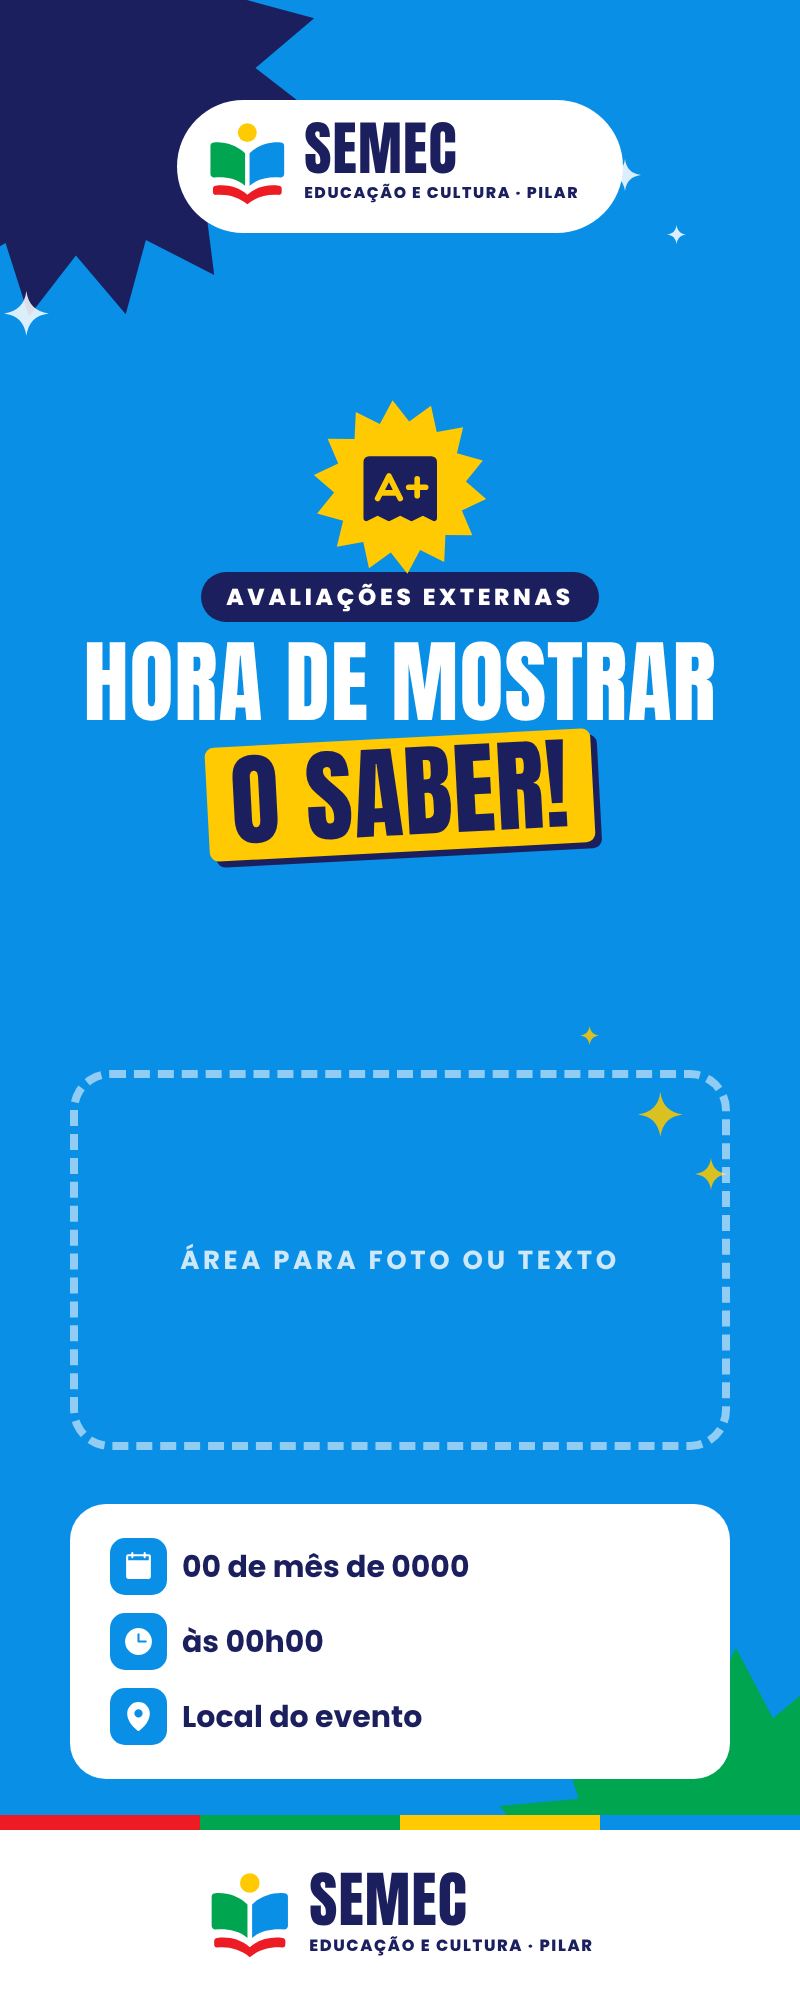 SEMEC
EDUCAÇÃO E CULTURA · PILAR
A+
AVALIAÇÕES EXTERNAS
HORA DE MOSTRAR
O SABER!
ÁREA PARA FOTO OU TEXTO
00 de mês de 0000
às 00h00
Local do evento
SEMEC
EDUCAÇÃO E CULTURA · PILAR